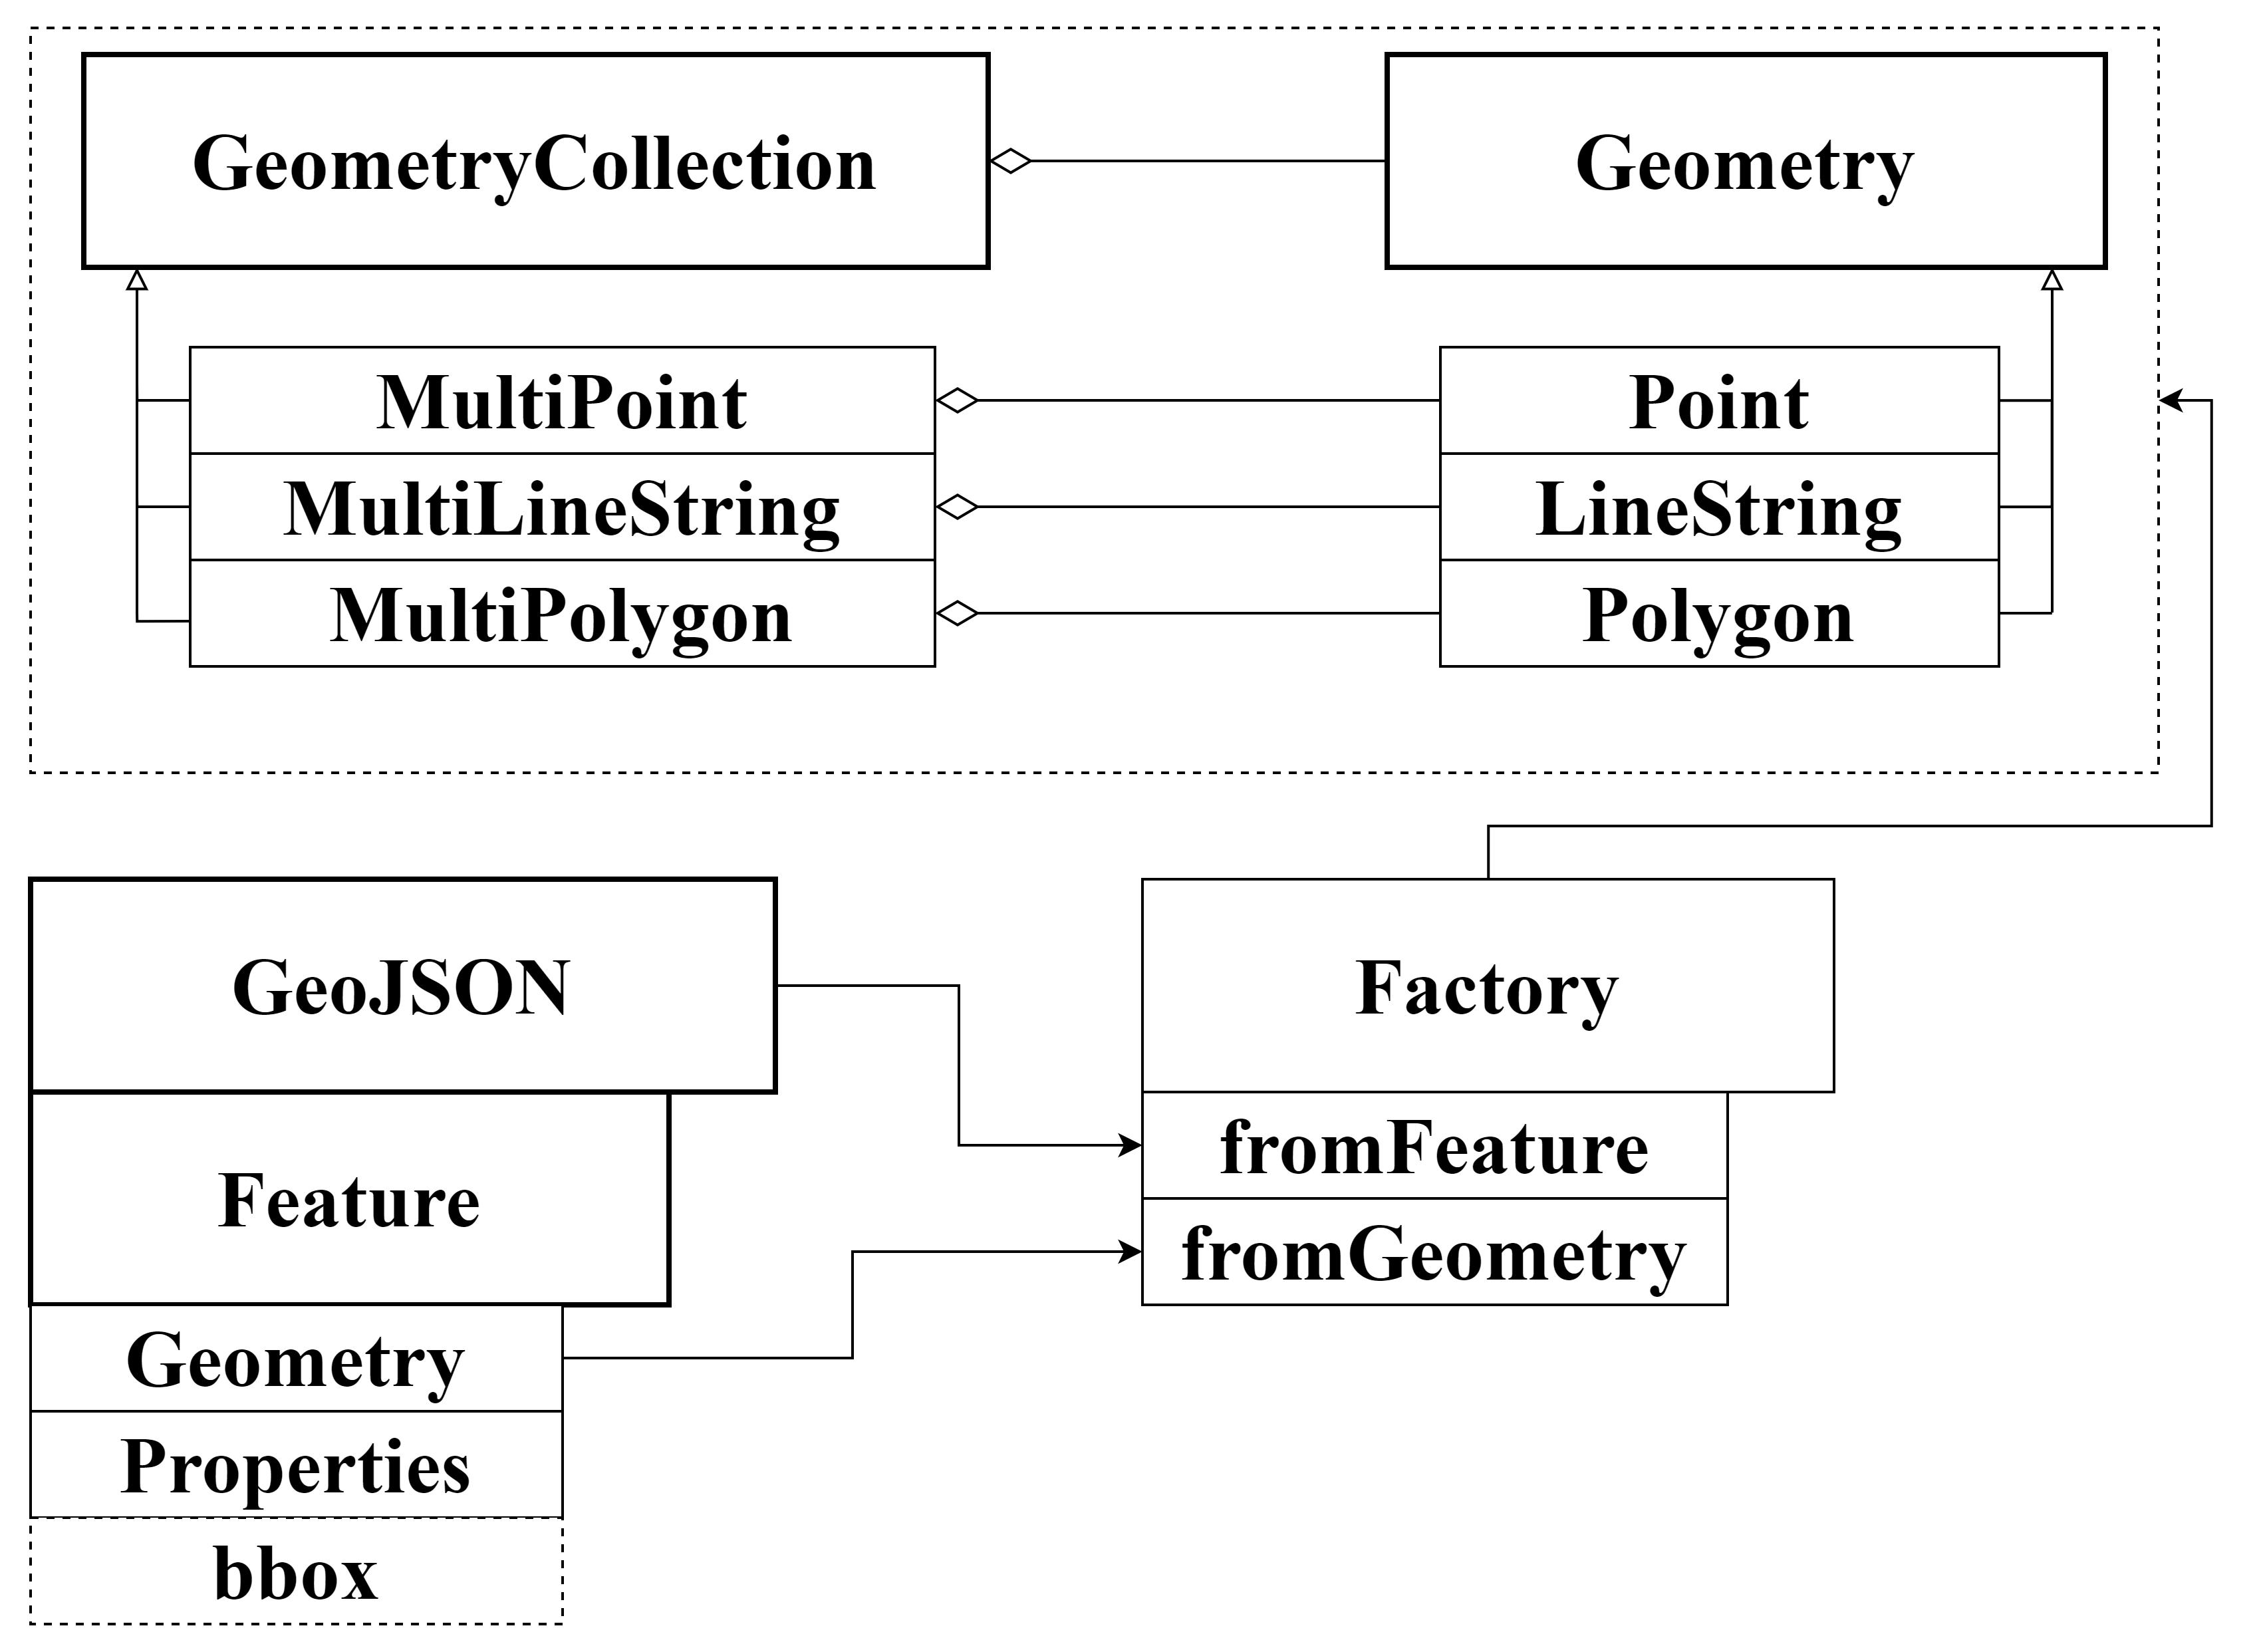 GeometryCollection
Geometry
MultiPoint
Point
MultiLineString
LineString
MultiPolygon
Polygon
GeoJSON
Factory
Feature
fromFeature
fromGeometry
Geometry
Properties
bbox